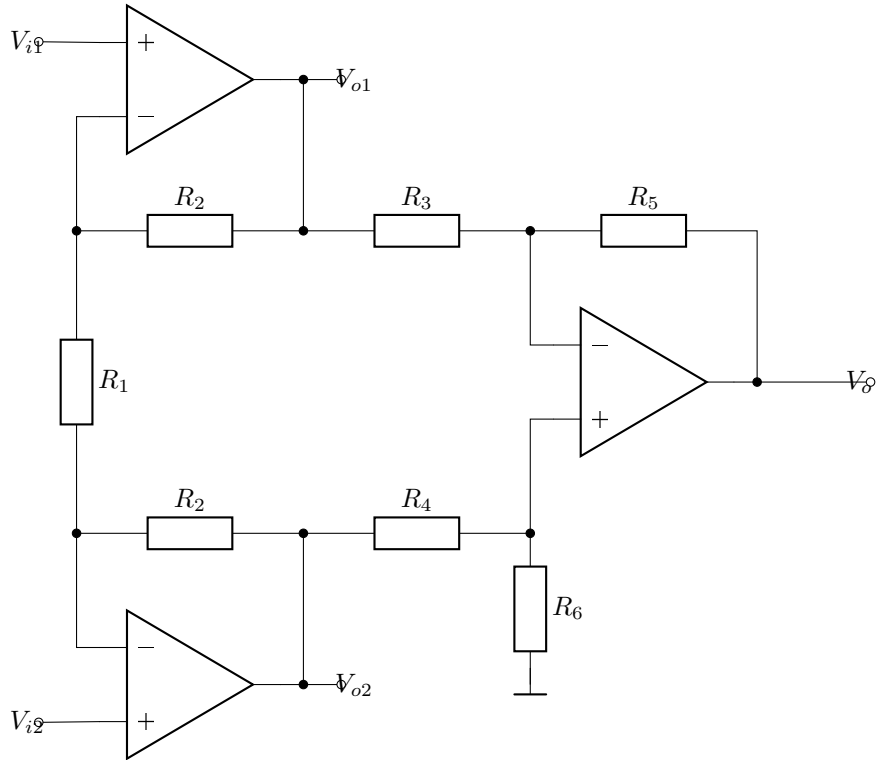 V_{i1}
+
−
V_{o1}
R_2
R_3
R_5
−
+
V_o
R_1
R_2
R_4
R_6
−
+
V_{o2}
V_{i2}